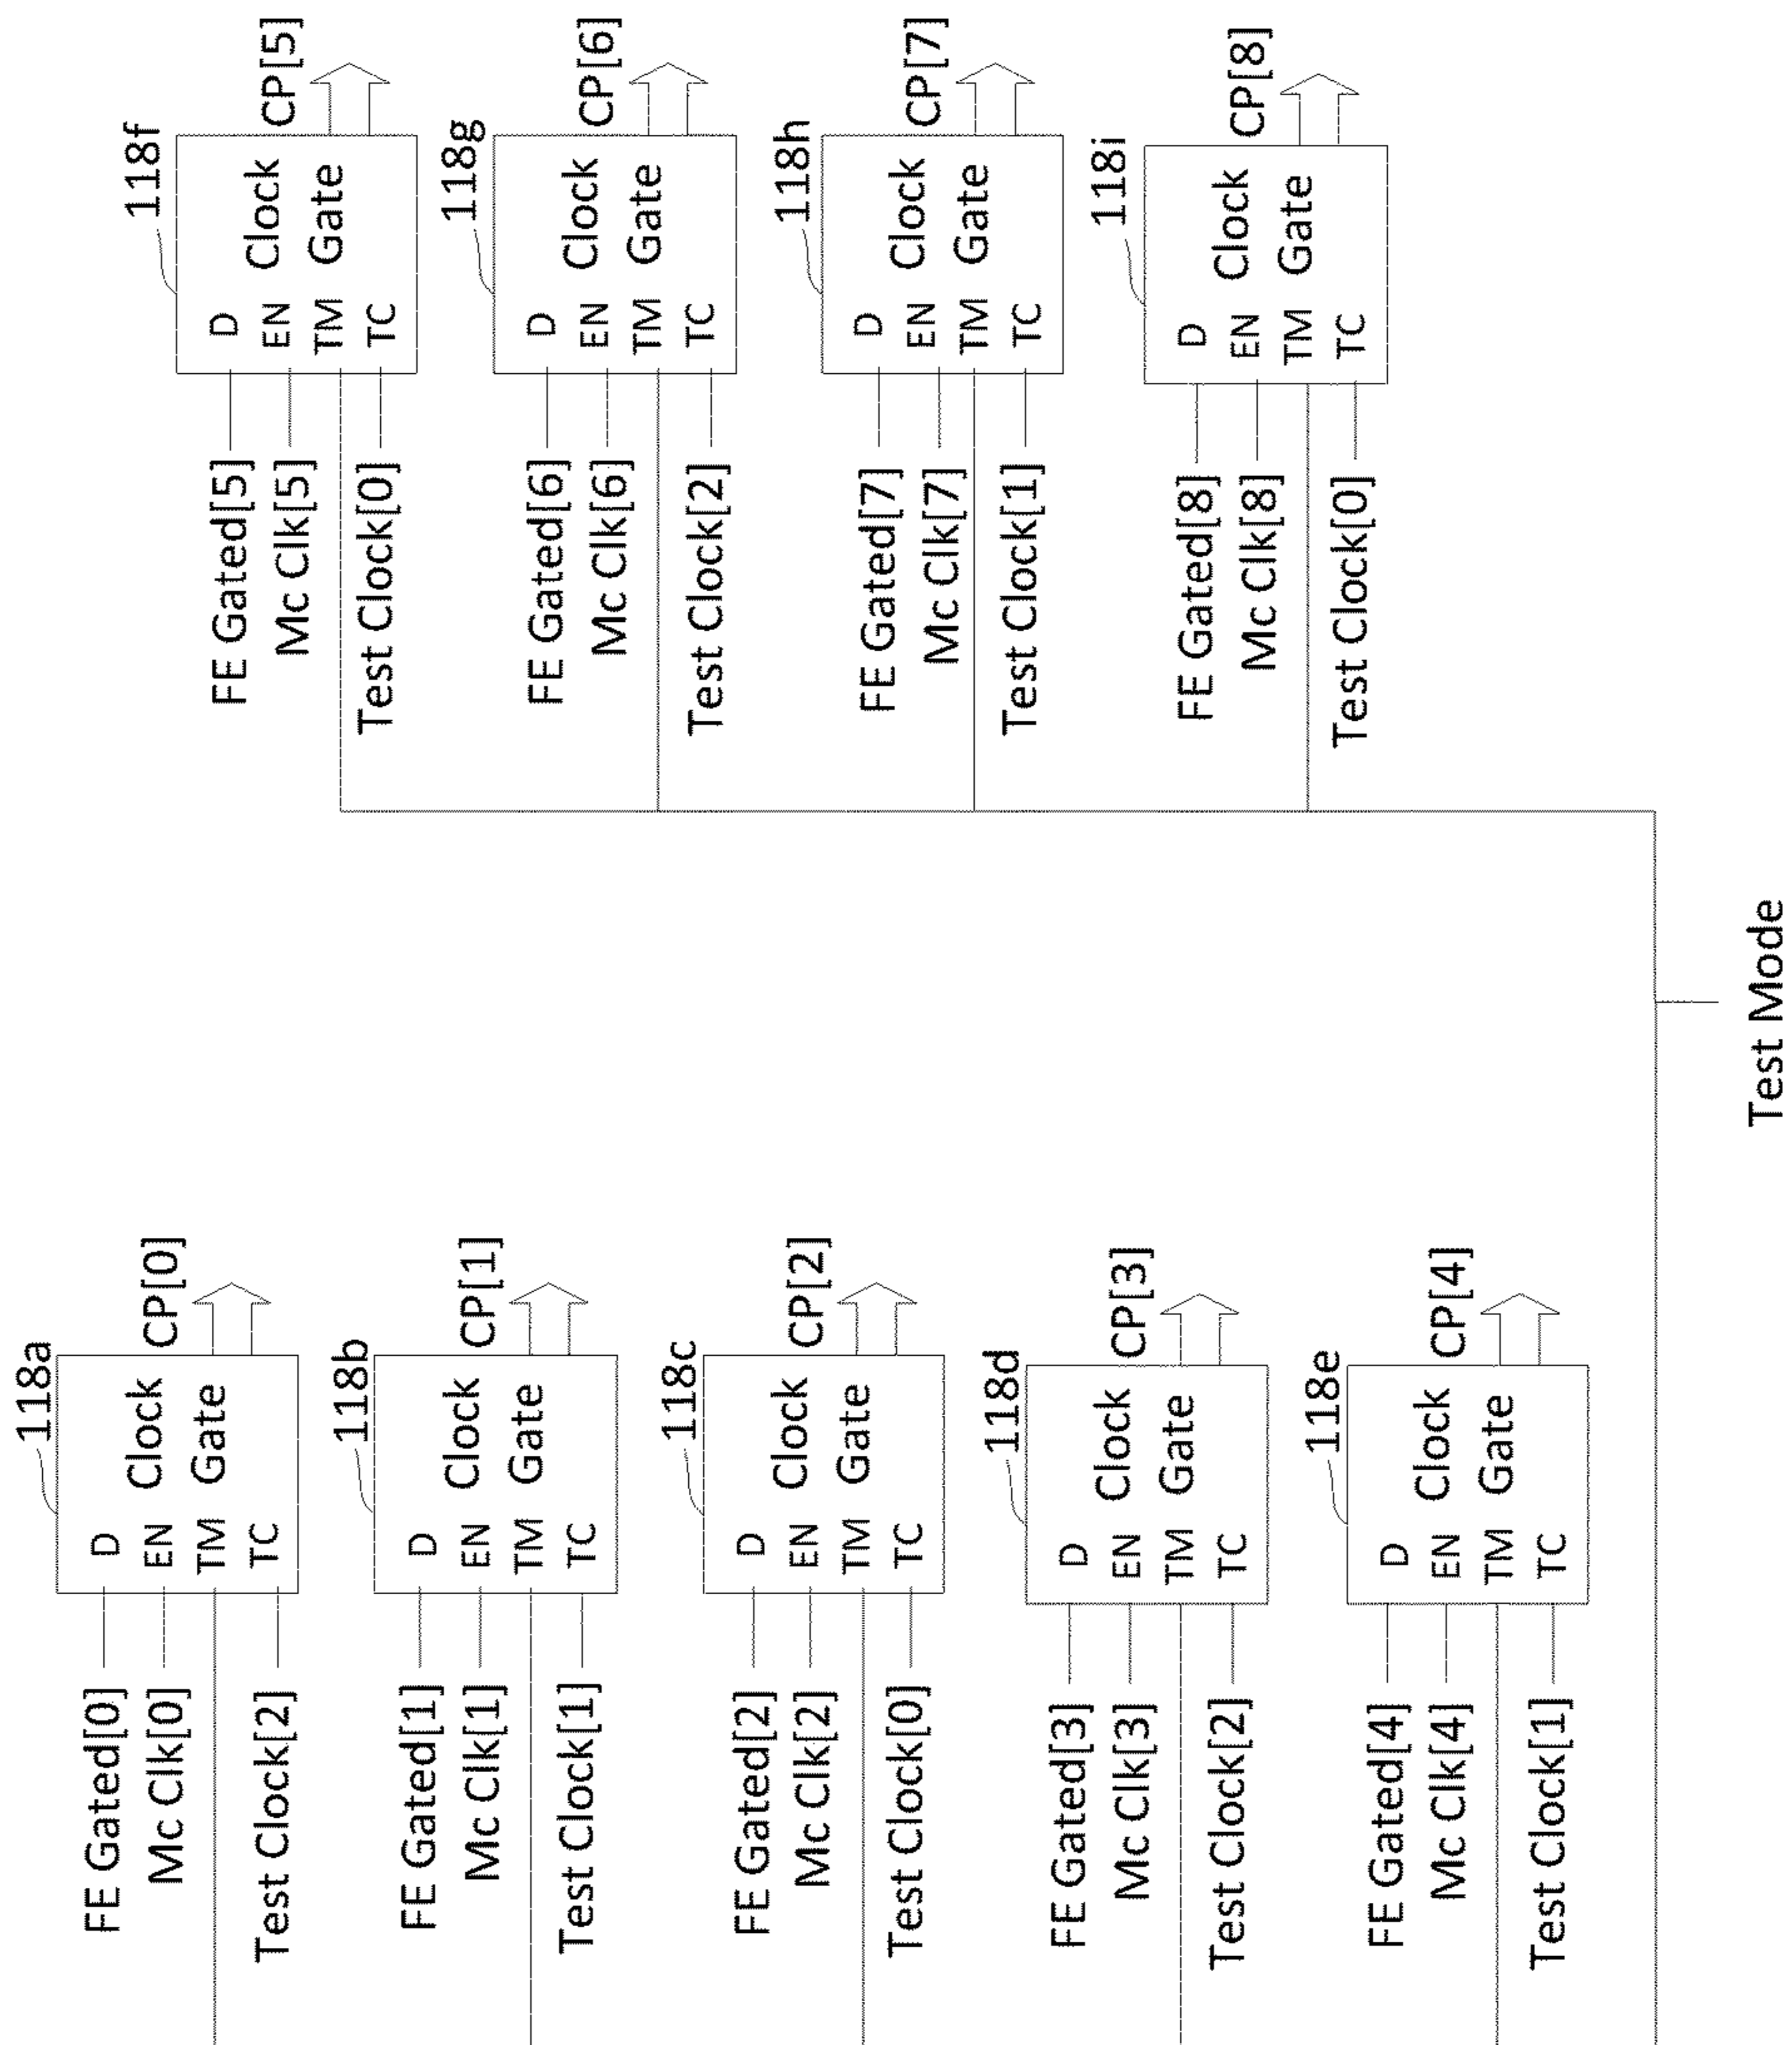 118a
FE Gated[0]
D
Mc Clk[0]
EN
Clock
CP[0]
TM
Gate
Test Clock[2]
TC
118b
FE Gated[1]
D
Mc Clk[1]
EN
Clock
CP[1]
TM
Gate
Test Clock[1]
TC
118c
FE Gated[2]
D
Mc Clk[2]
EN
Clock
CP[2]
TM
Gate
Test Clock[0]
TC
118d
FE Gated[3]
D
Mc Clk[3]
EN
Clock
CP[3]
TM
Gate
Test Clock[2]
TC
118e
FE Gated[4]
D
Mc Clk[4]
EN
Clock
CP[4]
TM
Gate
Test Clock[1]
TC
118f
FE Gated[5]
D
Mc Clk[5]
EN
Clock
CP[5]
TM
Gate
Test Clock[0]
TC
118g
FE Gated[6]
D
Mc Clk[6]
EN
Clock
CP[6]
TM
Gate
Test Clock[2]
TC
118h
FE Gated[7]
D
Mc Clk[7]
EN
Clock
CP[7]
TM
Gate
Test Clock[1]
TC
118i
FE Gated[8]
D
Mc Clk[8]
EN
Clock
CP[8]
TM
Gate
Test Clock[0]
TC
Test Mode